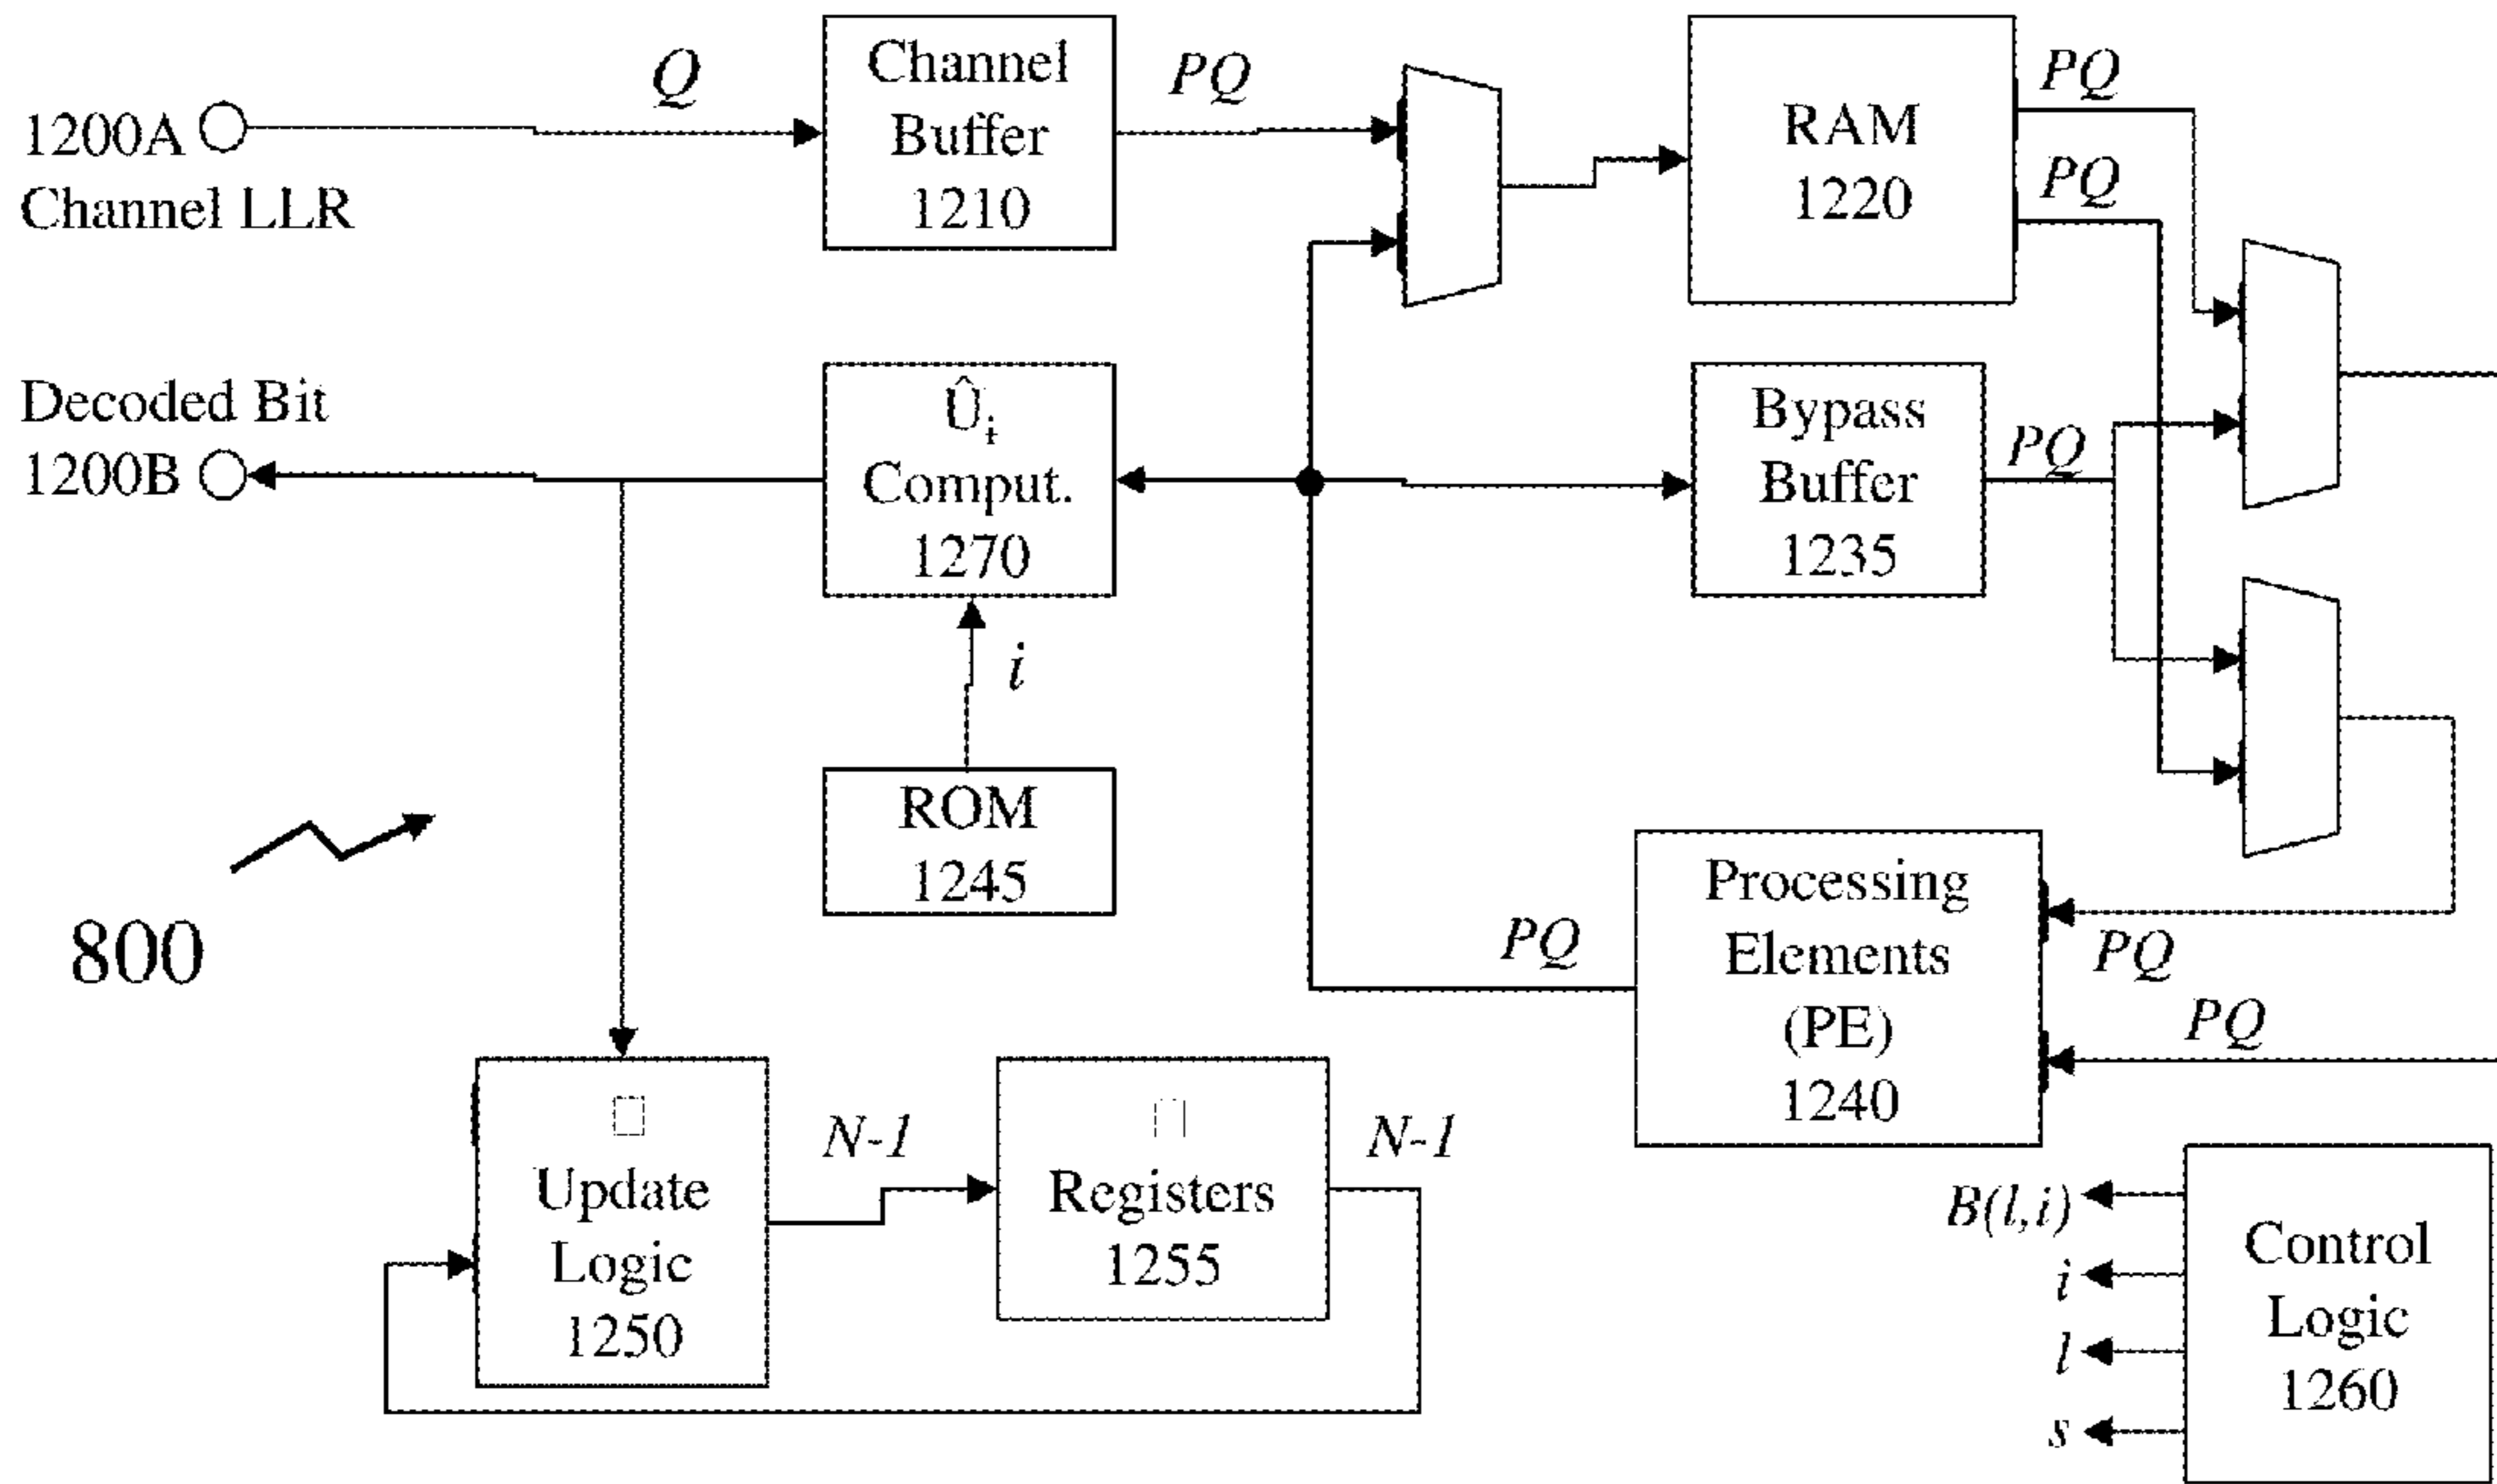 Q
Channel
Buffer
1210
PQ
RAM
1220
PQ
PQ
1200A
Channel LLR
Decoded Bit
1200B
Û_i
Comput.
1270
Bypass
Buffer
1235
PQ
i
ROM
1245
800
Processing
Elements
(PE)
1240
PQ
PQ
PQ
Update
Logic
1250
N-1
Registers
1255
N-1
B(l,i)
i
l
s
Control
Logic
1260